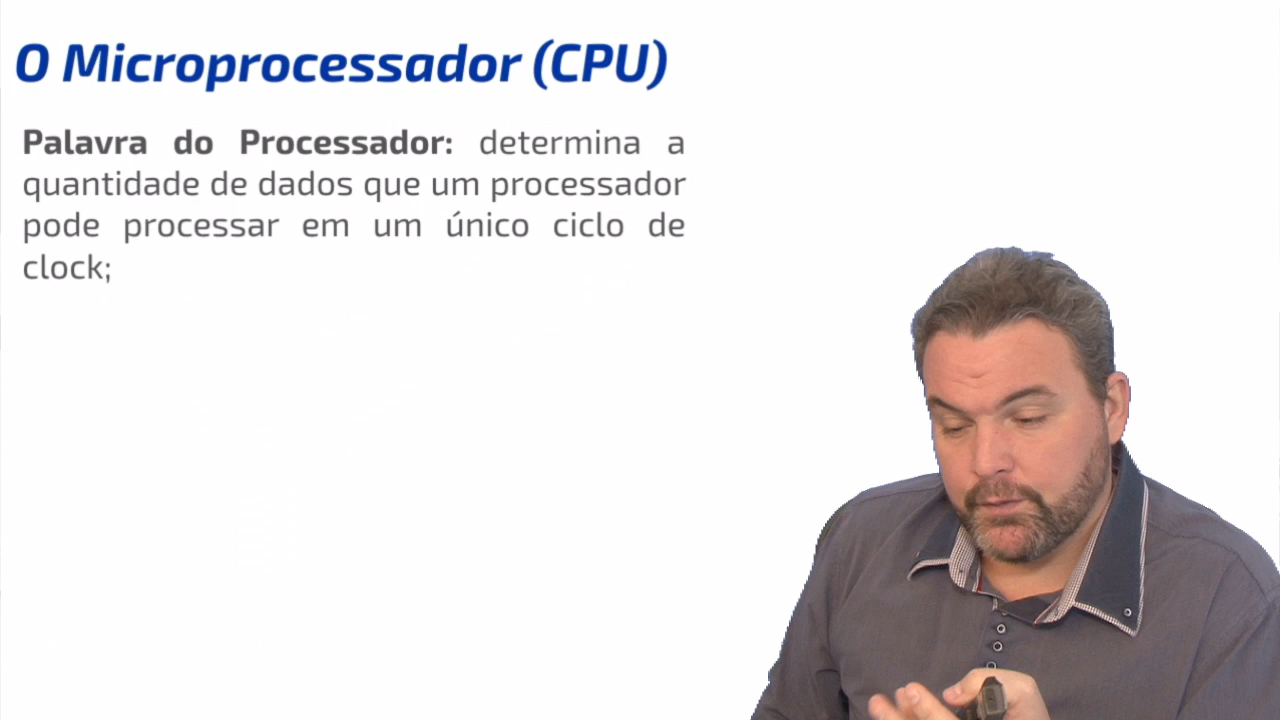 O Microprocessador (CPU)
Palavra do Processador: determina a
quantidade de dados que um processador
pode processar em um único ciclo de
clock;